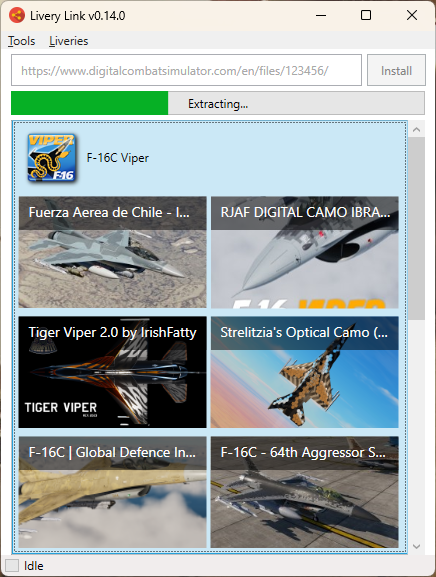 Livery Link v0.14.0
Tools Liveries
https://www.digitalcombatsimulator.com/en/files/123456/ Install
Extracting...
VIPER
F-16
F-16C Viper
Fuerza Aerea de Chile - I... RJAF DIGITAL CAMO IBRA...
F-16 VIPER
Tiger Viper 2.0 by IrishFatty Strelitzia's Optical Camo (...
TIGER VIPER
F-16C | Global Defence In... F-16C - 64th Aggressor S...
Idle